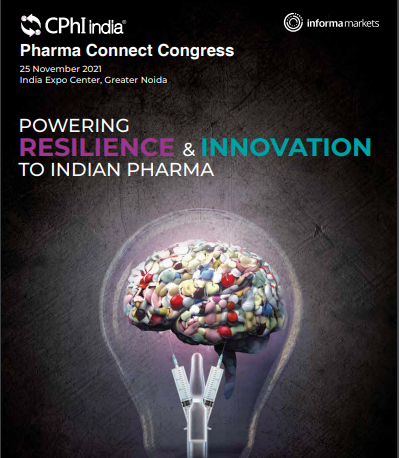 CPhI india®
informa markets
Pharma Connect Congress
25 November 2021
India Expo Center, Greater Noida
POWERING
RESILIENCE & INNOVATION
TO INDIAN PHARMA